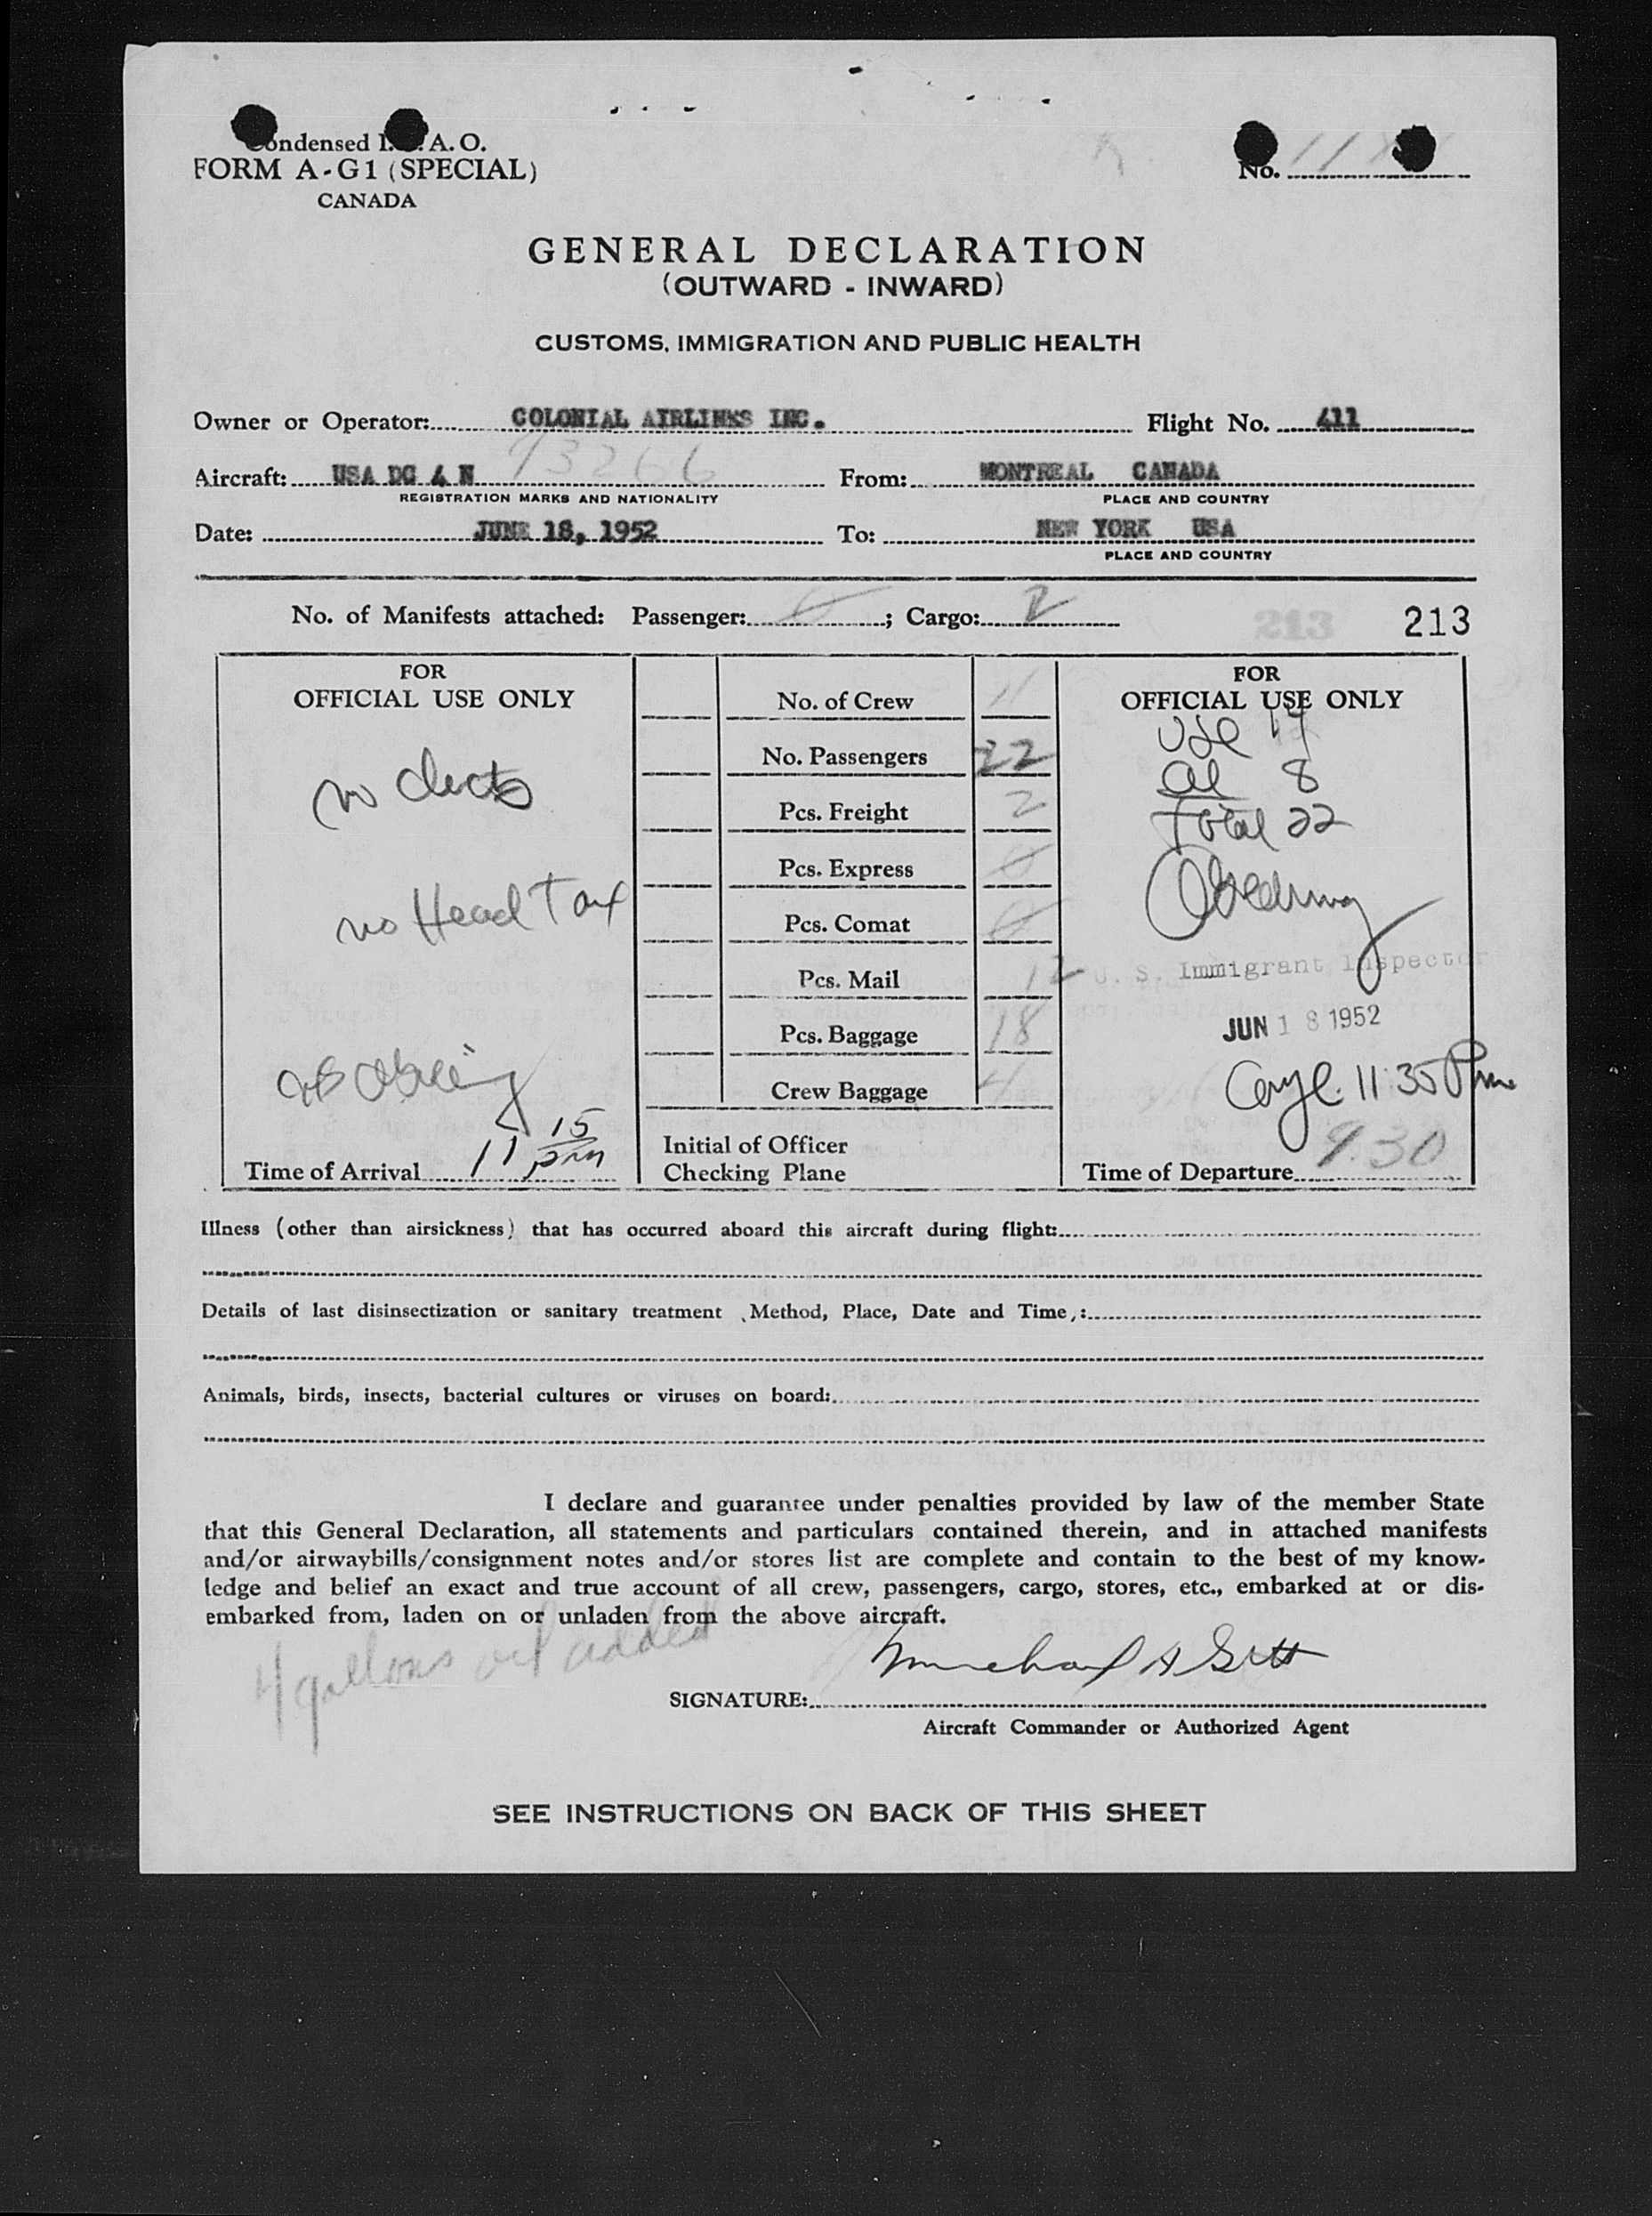 Condensed I. A. O.
FORM A-G1 (SPECIAL)
CANADA
No. 11
GENERAL DECLARATION
(OUTWARD - INWARD)
CUSTOMS, IMMIGRATION AND PUBLIC HEALTH
Owner or Operator: COLONIAL AIRLINES INC. Flight No. 411
Aircraft: USA DC 4 N 93266 From: MONTREAL CANADA
REGISTRATION MARKS AND NATIONALITY PLACE AND COUNTRY
Date: JUNE 18, 1952 To: NEW YORK USA
PLACE AND COUNTRY
No. of Manifests attached: Passenger: 0; Cargo: 2 213
FOR
OFFICIAL USE ONLY
no
no Head Tax
Time of Arrival 11 15 pm
No. of Crew
No. Passengers 22
Pcs. Freight 2
Pcs. Express 0
Pcs. Comat 0
Pcs. Mail 12
Pcs. Baggage 18
Crew Baggage 4
Initial of Officer
Checking Plane
FOR
OFFICIAL USE ONLY
USC 14
al 8
Total 22
U. S. Immigrant Inspector
JUN 18 1952
11:35 Pm
Time of Departure 9.30
Illness (other than airsickness) that has occurred aboard this aircraft during flight:
Details of last disinsectization or sanitary treatment (Method, Place, Date and Time):
Animals, birds, insects, bacterial cultures or viruses on board:
I declare and guarantee under penalties provided by law of the member State
that this General Declaration, all statements and particulars contained therein, and in attached manifests
and/or airwaybills/consignment notes and/or stores list are complete and contain to the best of my know-
ledge and belief an exact and true account of all crew, passengers, cargo, stores, etc., embarked at or dis-
embarked from, laden on or unladen from the above aircraft.
4 gallons oil added
SIGNATURE:
Aircraft Commander or Authorized Agent
SEE INSTRUCTIONS ON BACK OF THIS SHEET